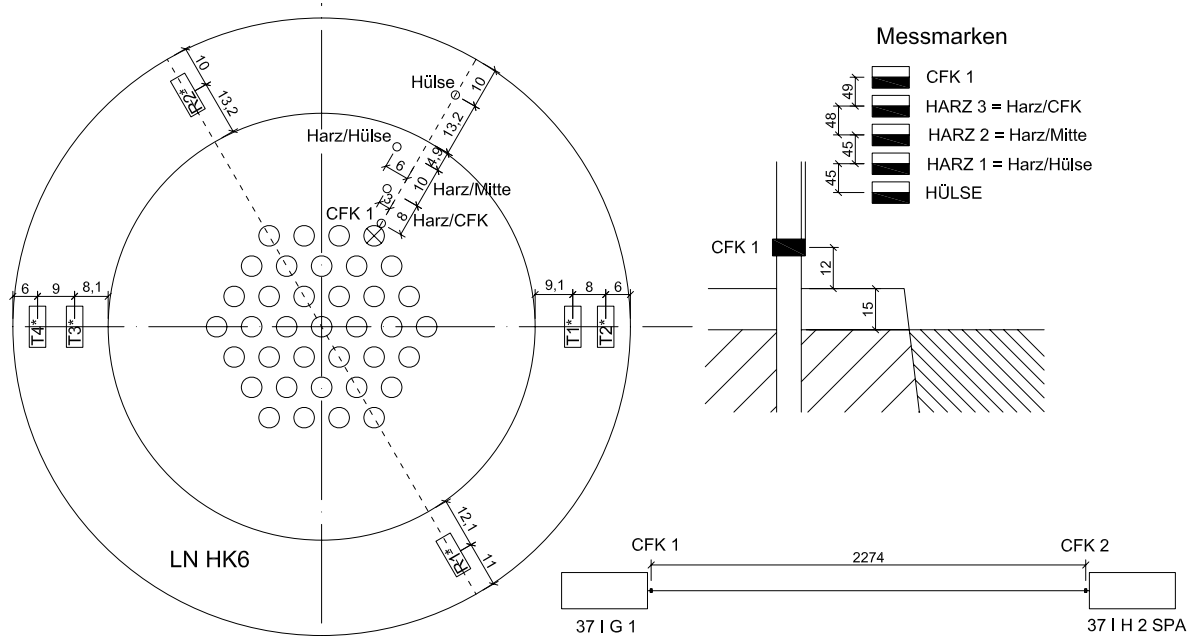 10
13,2
R2*
Hülse
10
13,2
Harz/Hülse
4,9
6
10
Harz/Mitte
3
8
Harz/CFK
CFK 1
6
9
8,1
T4*
T3*
9,1
8
6
T1*
T2*
12,1
11
R1*
LN HK6
Messmarken
CFK 1
49
HARZ 3 = Harz/CFK
48
HARZ 2 = Harz/Mitte
45
HARZ 1 = Harz/Hülse
45
HÜLSE
CFK 1
12
15
CFK 1
CFK 2
2274
37 I G 1
37 I H 2 SPA